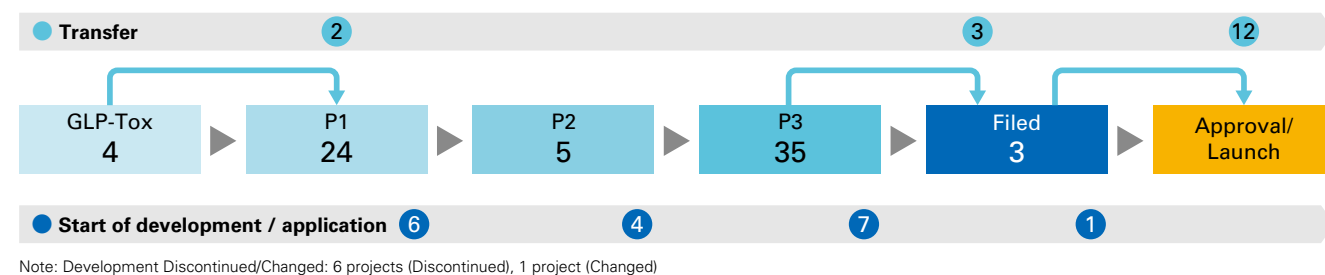 Transfer 2 3 12
GLP-Tox
4
P1
24
P2
5
P3
35
Filed
3
Approval/
Launch
Start of development / application 6 4 7 1
Note: Development Discontinued/Changed: 6 projects (Discontinued), 1 project (Changed)